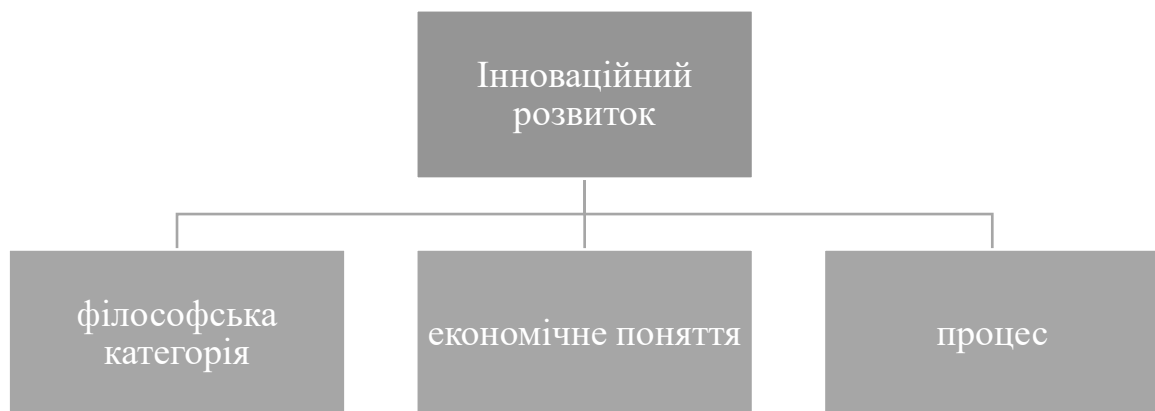 Інноваційний
розвиток
філософська
категорія
економічне поняття
процес